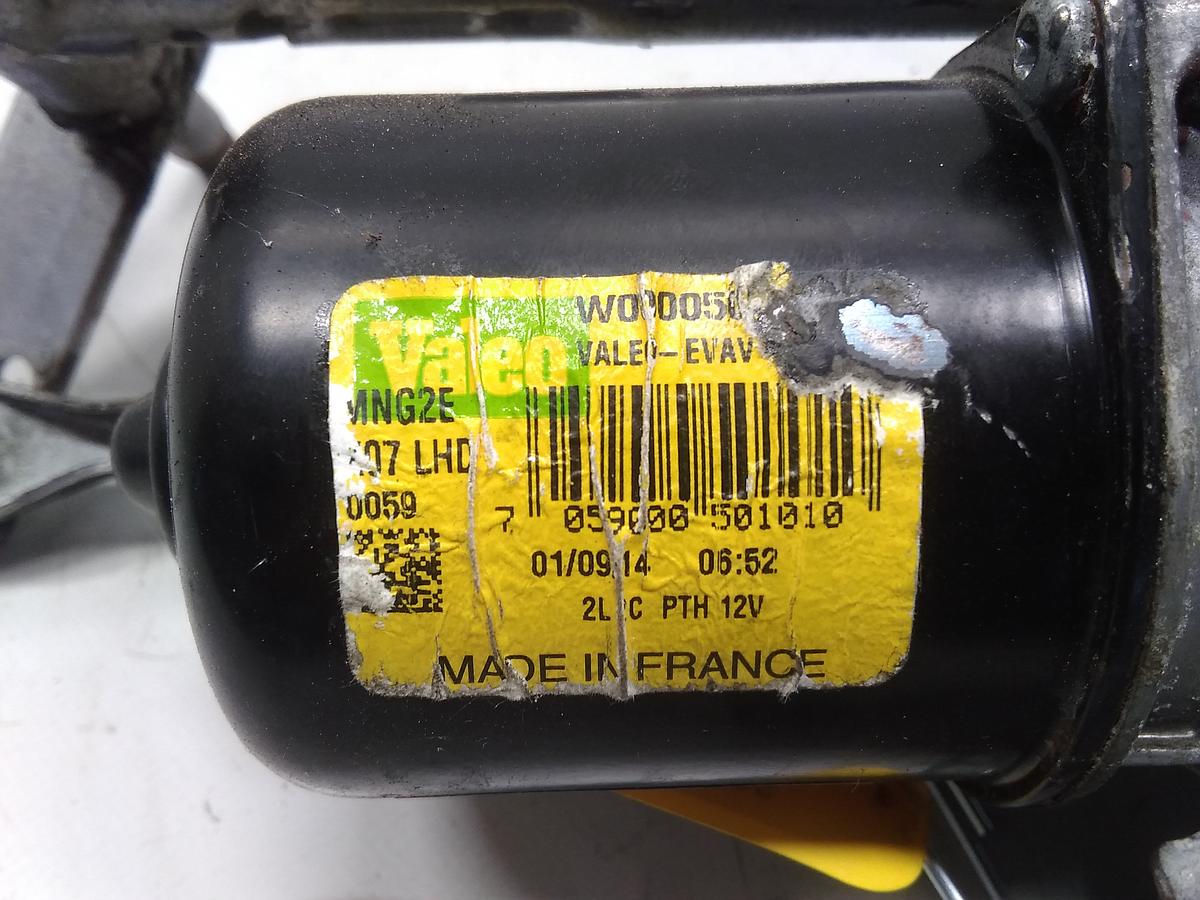 Valeo
VALEO-EVAV
MNG2E
LHD
0059
7 059000 501010
01/09/14 06:52
PTH 12V
MADE IN FRANCE